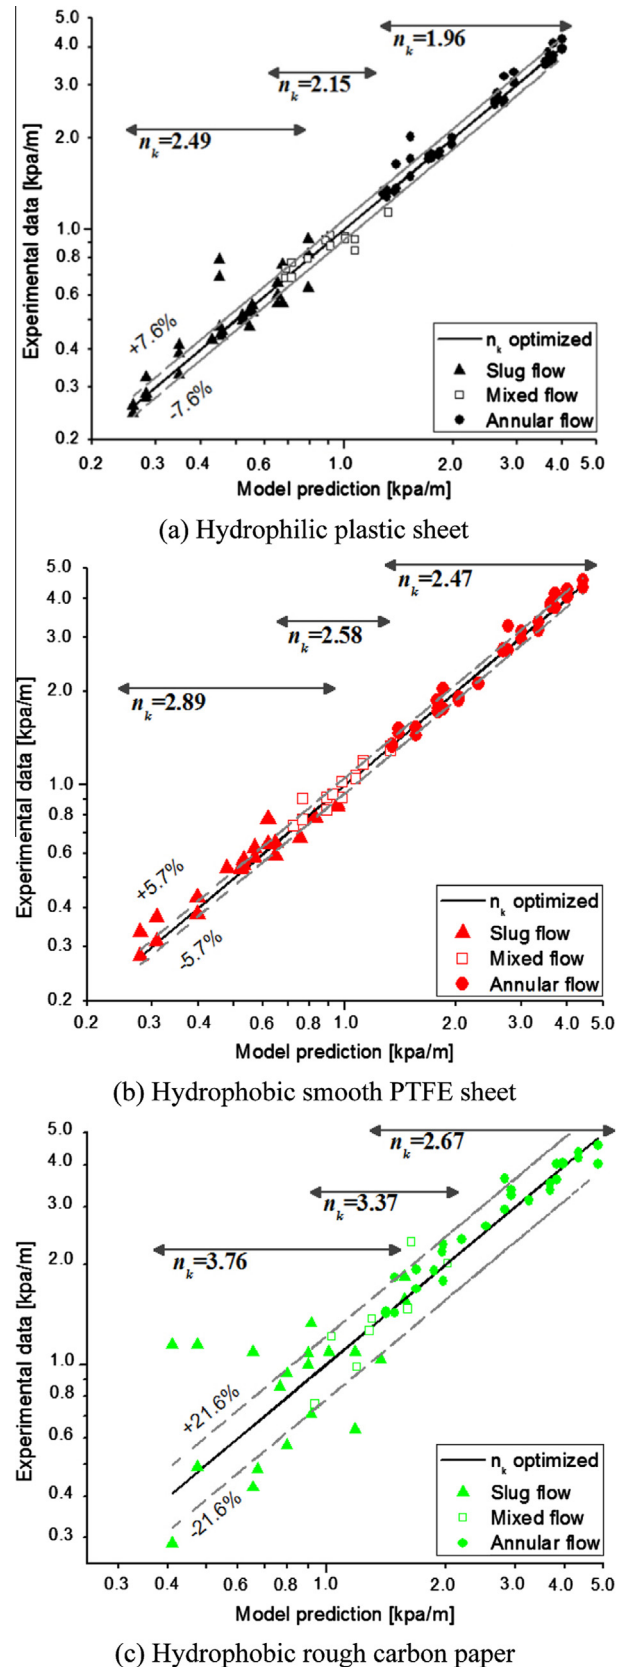 5.0
4.0
3.0
2.0
1.0
0.8
0.6
0.4
0.3
0.2
Experimental data [kpa/m]
n_k=1.96
n_k=2.15
n_k=2.49
+7.6%
-7.6%
n_k optimized
Slug flow
Mixed flow
Annular flow
0.2 0.3 0.4 0.6 0.8 1.0 2.0 3.0 4.0 5.0
Model prediction [kpa/m]
(a) Hydrophilic plastic sheet
5.0
4.0
3.0
2.0
1.0
0.8
0.6
0.4
0.3
0.2
Experimental data [kpa/m]
n_k=2.47
n_k=2.58
n_k=2.89
+5.7%
-5.7%
n_k optimized
Slug flow
Mixed flow
Annular flow
0.2 0.3 0.4 0.6 0.8 1.0 2.0 3.0 4.0 5.0
Model prediction [kpa/m]
(b) Hydrophobic smooth PTFE sheet
5.0
4.0
3.0
2.0
1.0
0.8
0.6
0.4
0.3
Experimental data [kpa/m]
n_k=2.67
n_k=3.37
n_k=3.76
+21.6%
-21.6%
n_k optimized
Slug flow
Mixed flow
Annular flow
0.3 0.4 0.6 0.8 1.0 2.0 3.0 4.0 5.0
Model prediction [kpa/m]
(c) Hydrophobic rough carbon paper